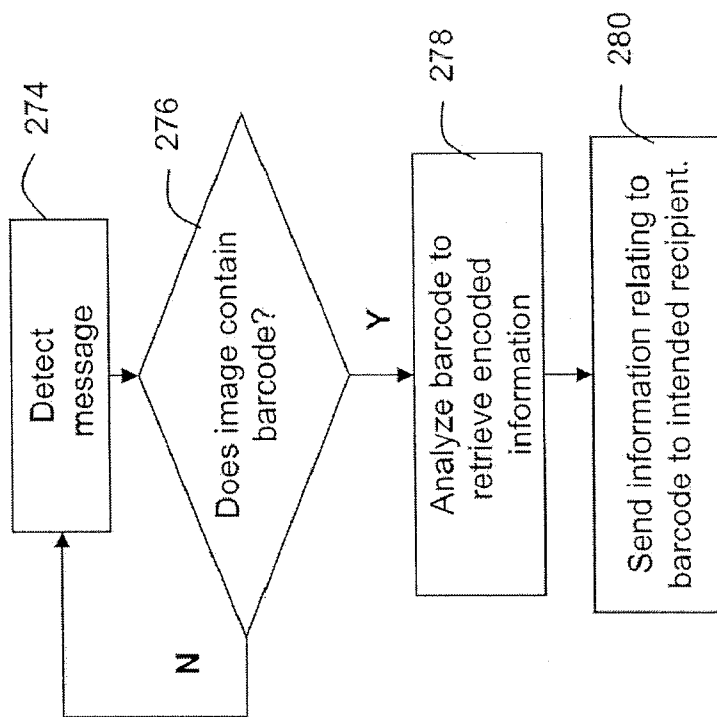 274
Detect
message
276
Does image contain
barcode?
N
Y
278
Analyze barcode to
retrieve encoded
information
280
Send information relating to
barcode to intended recipient.